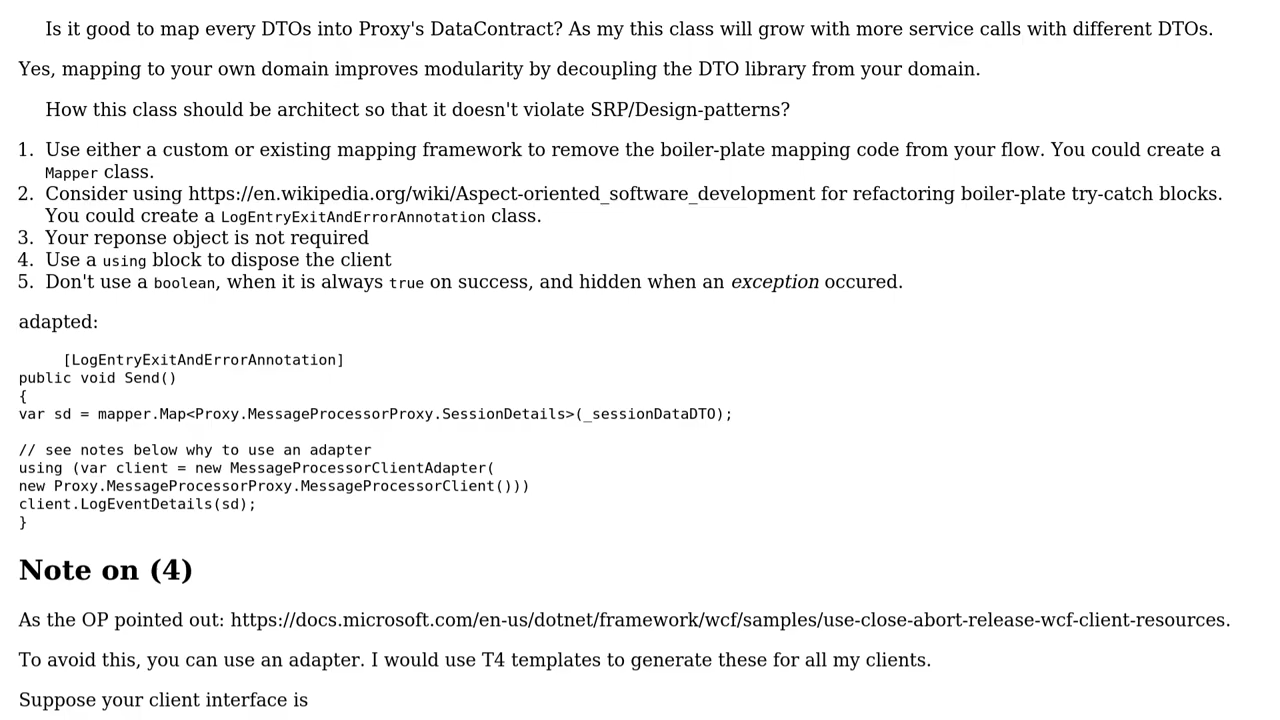 Is it good to map every DTOs into Proxy's DataContract? As my this class will grow with more service calls with different DTOs.
Yes, mapping to your own domain improves modularity by decoupling the DTO library from your domain.
How this class should be architect so that it doesn't violate SRP/Design-patterns?
1. Use either a custom or existing mapping framework to remove the boiler-plate mapping code from your flow. You could create a
Mapper class.
2. Consider using https://en.wikipedia.org/wiki/Aspect-oriented_software_development for refactoring boiler-plate try-catch blocks.
You could create a LogEntryExitAndErrorAnnotation class.
3. Your reponse object is not required
4. Use a using block to dispose the client
5. Don't use a boolean, when it is always true on success, and hidden when an exception occured.
adapted:
[LogEntryExitAndErrorAnnotation]
public void Send()
{
var sd = mapper.Map<Proxy.MessageProcessorProxy.SessionDetails>(_sessionDataDTO);
// see notes below why to use an adapter
using (var client = new MessageProcessorClientAdapter(
new Proxy.MessageProcessorProxy.MessageProcessorClient()))
client.LogEventDetails(sd);
}
Note on (4)
As the OP pointed out: https://docs.microsoft.com/en-us/dotnet/framework/wcf/samples/use-close-abort-release-wcf-client-resources.
To avoid this, you can use an adapter. I would use T4 templates to generate these for all my clients.
Suppose your client interface is